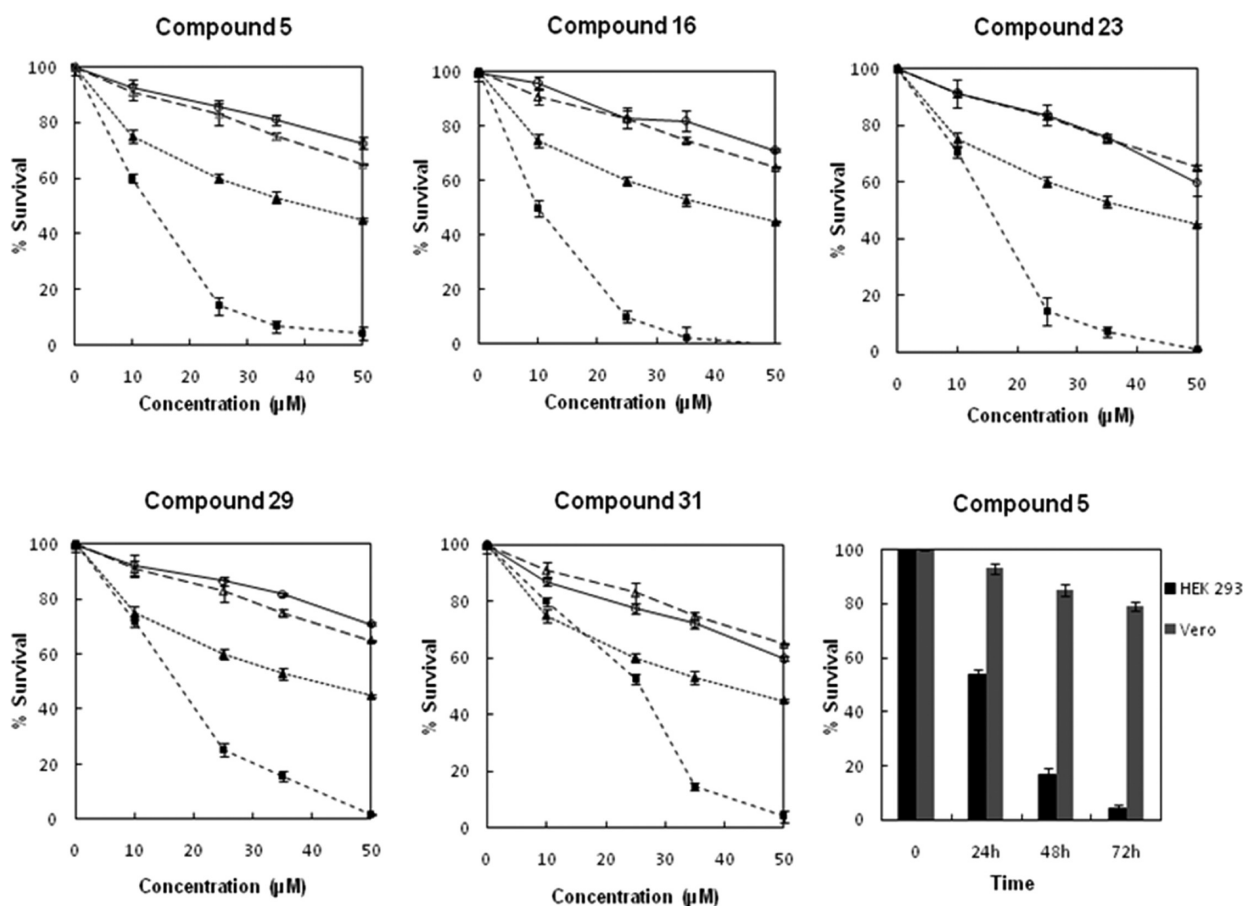 Compound 5
100
80
60
40
20
0
% Survival
0 10 20 30 40 50
Concentration (µM)
Compound 16
100
80
60
40
20
0
% Survival
0 10 20 30 40 50
Concentration (µM)
Compound 23
100
80
60
40
20
0
% Survival
0 10 20 30 40 50
Concentration (µM)
Compound 29
100
80
60
40
20
0
% Survival
0 10 20 30 40 50
Concentration (µM)
Compound 31
100
80
60
40
20
0
% Survival
0 10 20 30 40 50
Concentration (µM)
Compound 5
100
80
60
40
20
0
% Survival
0 24h 48h 72h
Time
HEK 293
Vero